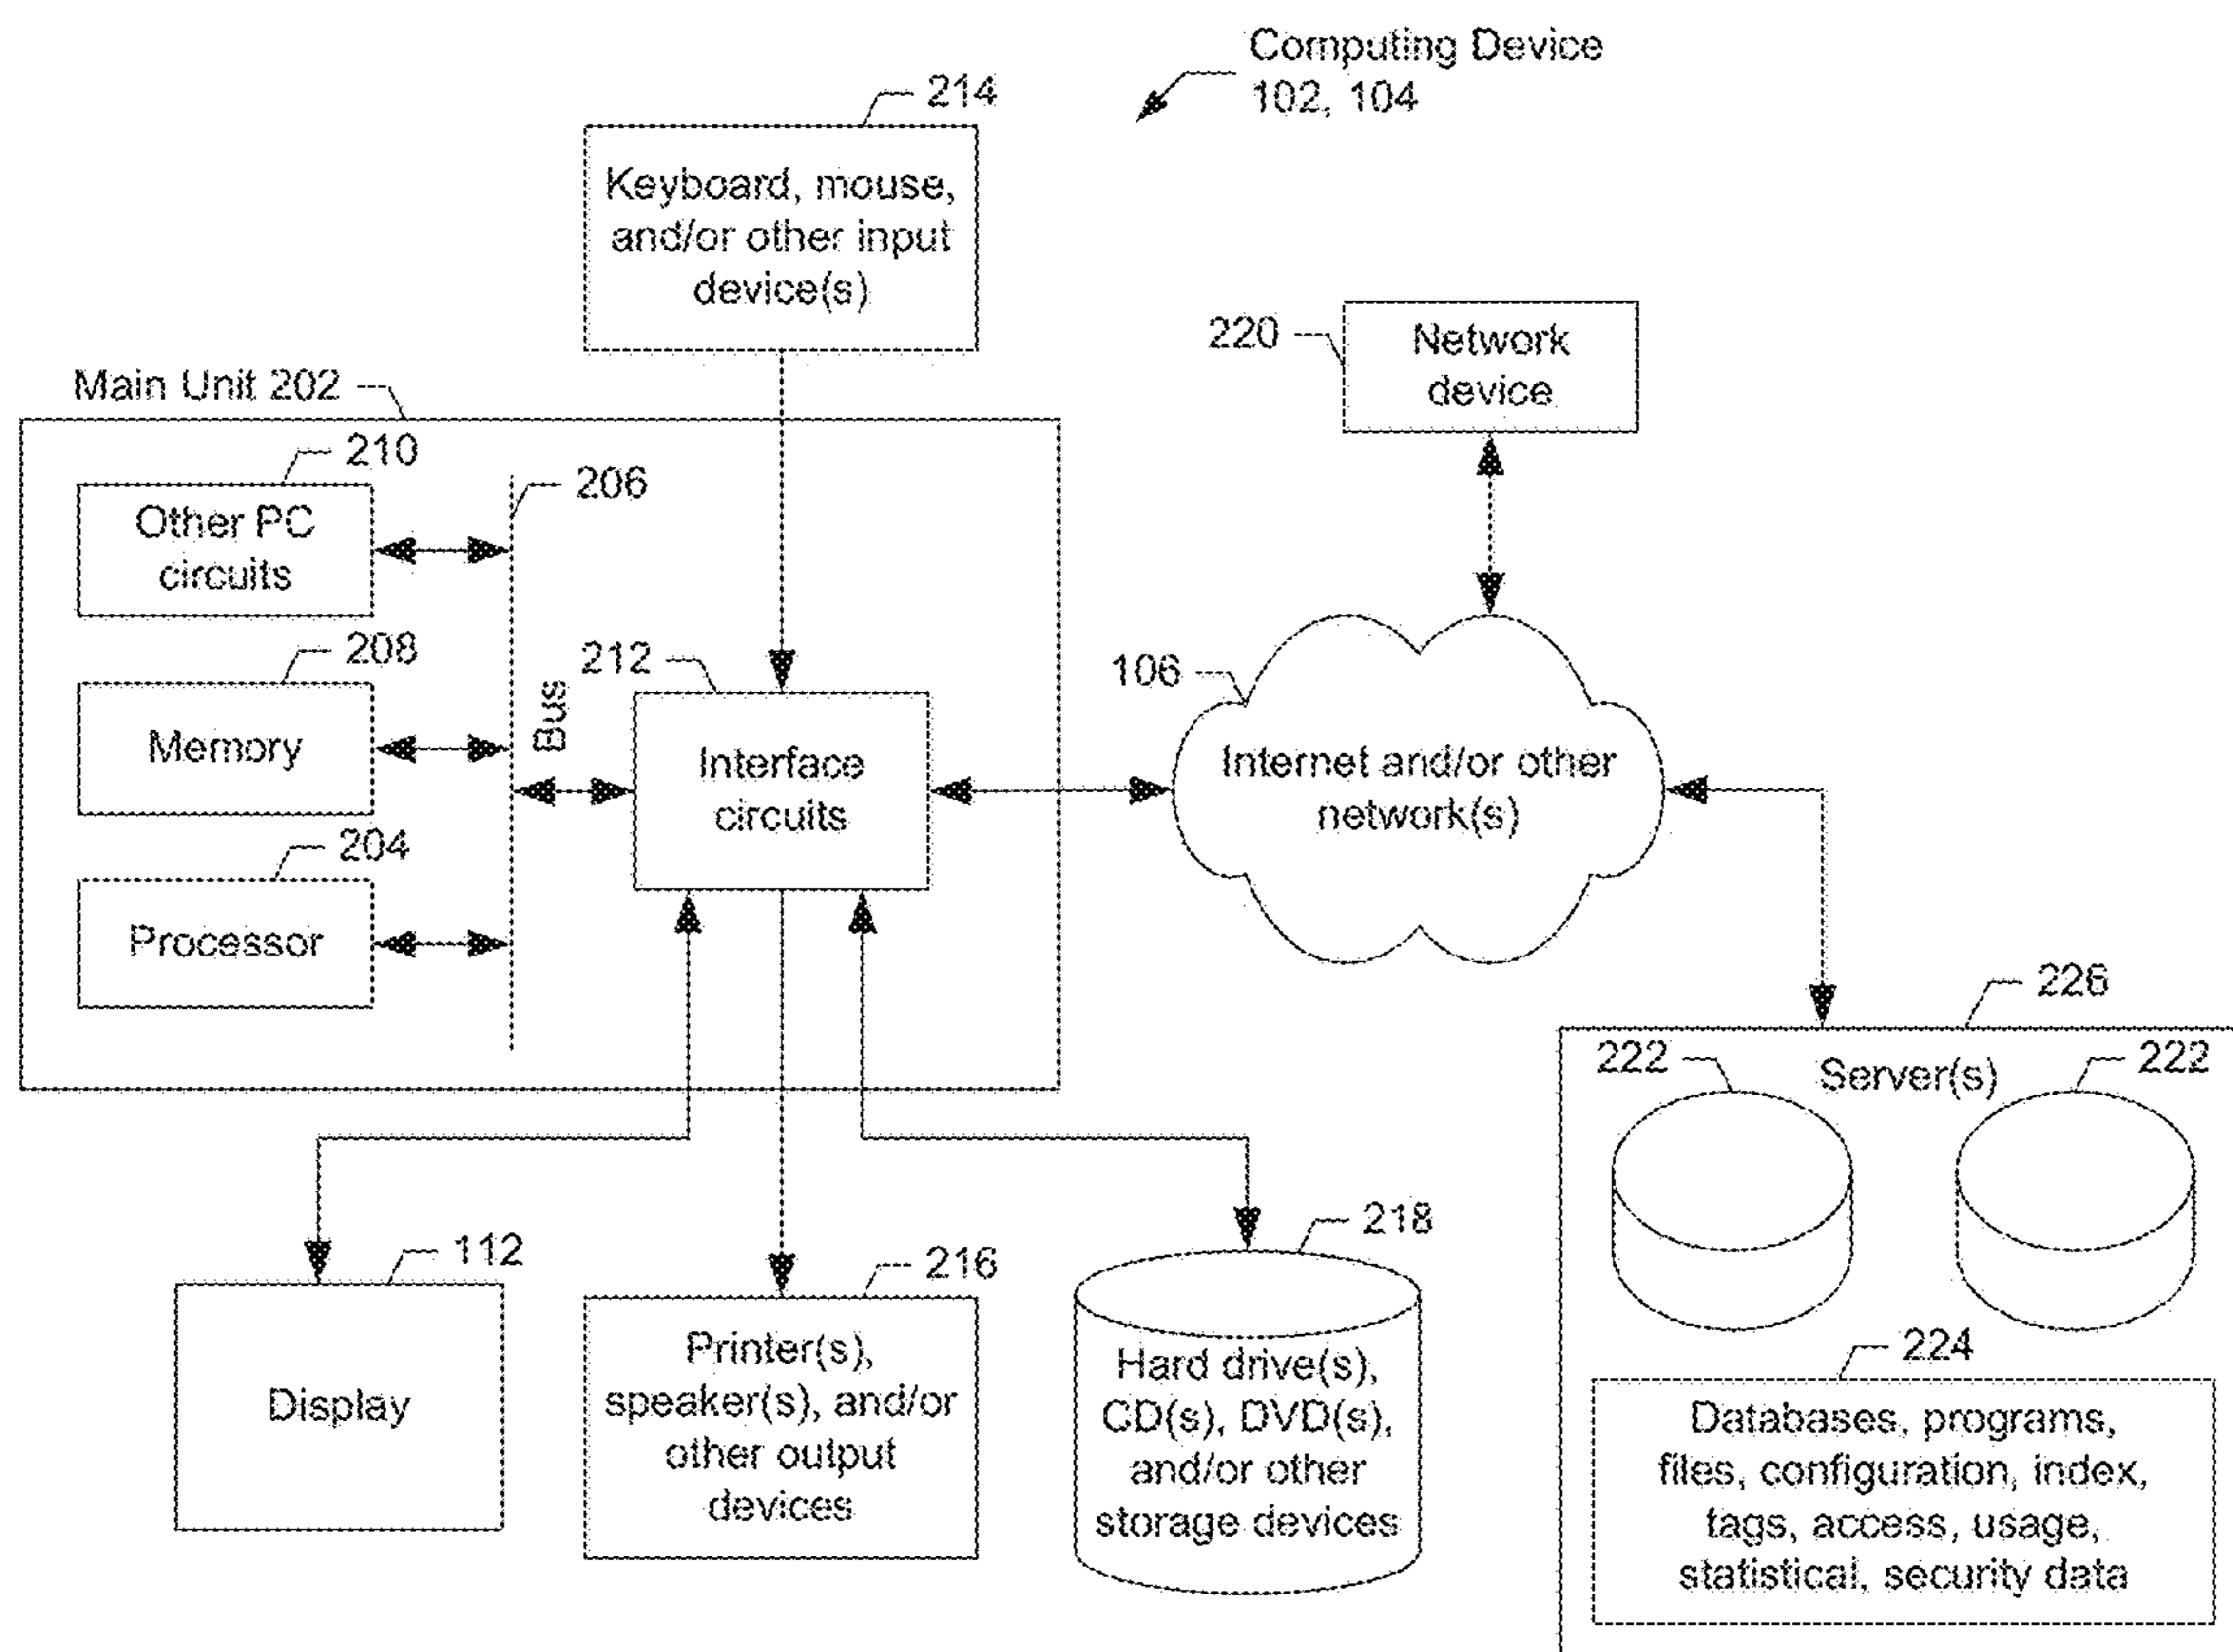 Computing Device
102, 104
214
Keyboard, mouse,
and/or other input
device(s)
220
Network
device
Main Unit 202
210
Other PC
circuits
206
208
Memory
Bus
212
Interface
circuits
106
Internet and/or other
network(s)
204
Processor
226
222
Server(s)
222
112
Display
216
Printer(s),
speaker(s), and/or
other output
devices
218
Hard drive(s),
CD(s), DVD(s),
and/or other
storage devices
224
Databases, programs,
files, configuration, index,
tags, access, usage,
statistical, security data